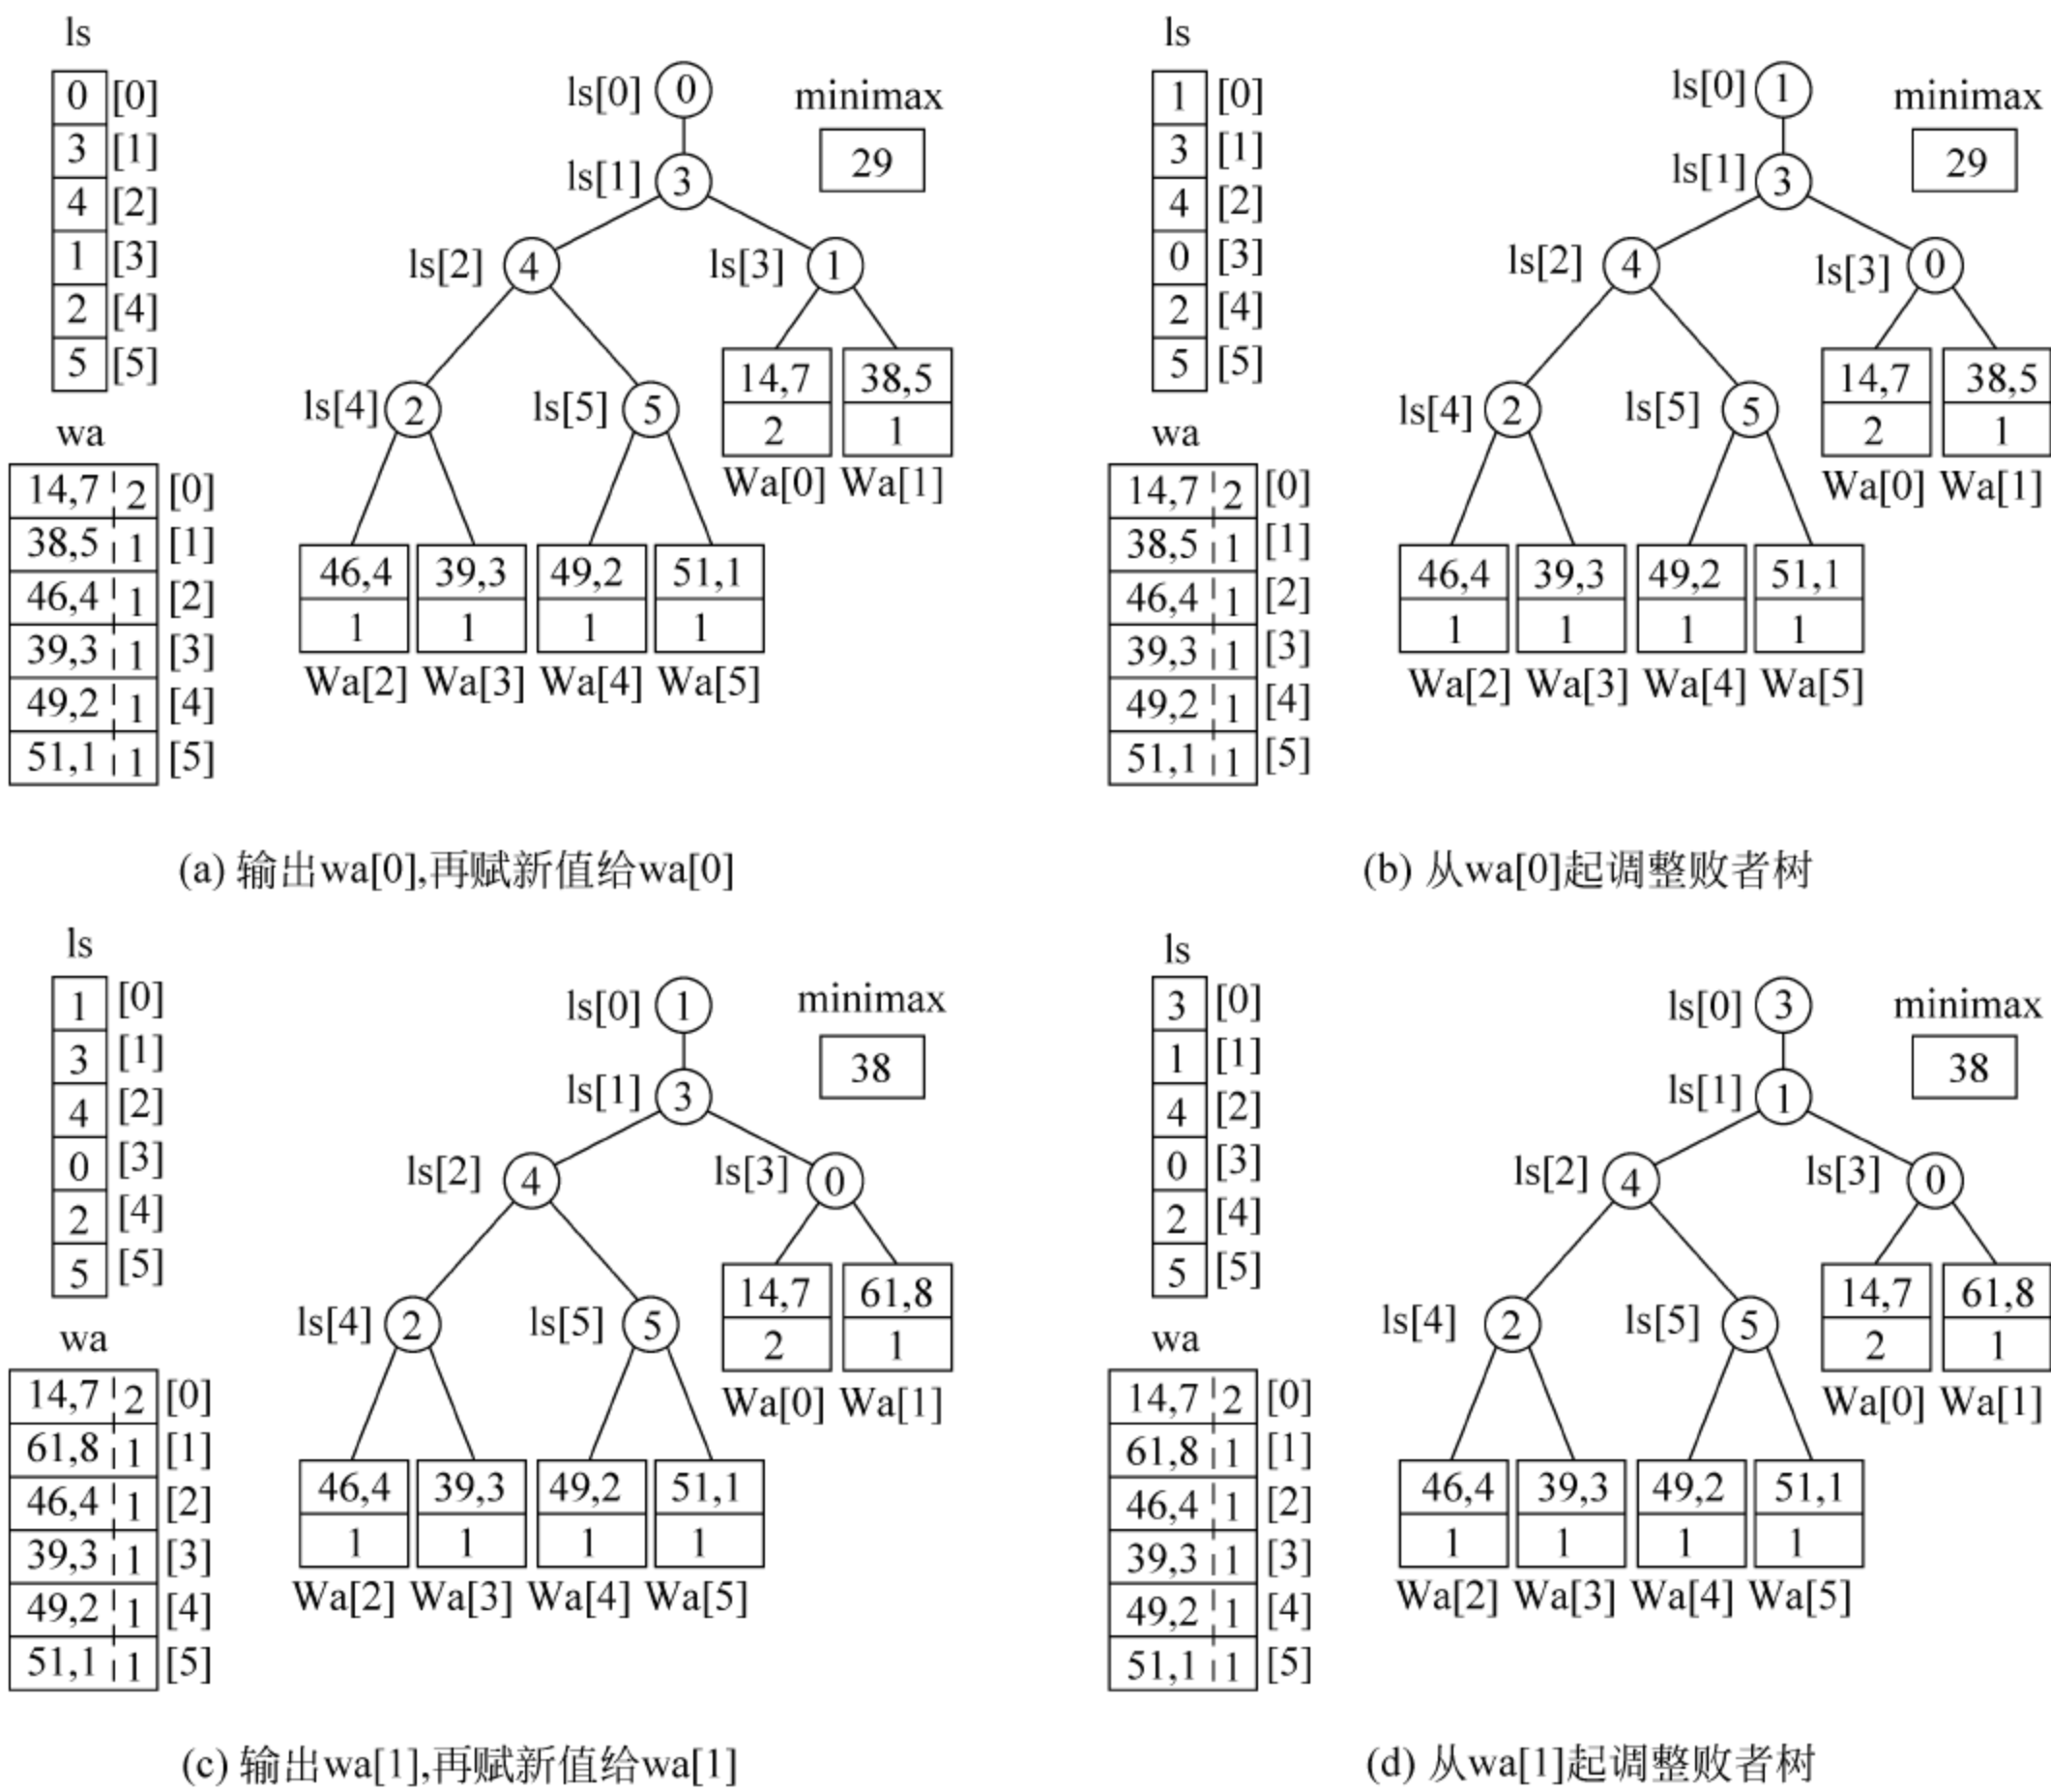 ls
0 [0]
3 [1]
4 [2]
1 [3]
2 [4]
5 [5]
wa
14,7 2 [0]
38,5 1 [1]
46,4 1 [2]
39,3 1 [3]
49,2 1 [4]
51,1 1 [5]
ls[0] 0
minimax
29
ls[1] 3
ls[2] 4 ls[3] 1
ls[4] 2 ls[5] 5
14,7 38,5
2 1
Wa[0] Wa[1]
46,4 39,3 49,2 51,1
1 1 1 1
Wa[2] Wa[3] Wa[4] Wa[5]
(a) 输出wa[0],再赋新值给wa[0]
ls
1 [0]
3 [1]
4 [2]
0 [3]
2 [4]
5 [5]
wa
14,7 2 [0]
38,5 1 [1]
46,4 1 [2]
39,3 1 [3]
49,2 1 [4]
51,1 1 [5]
ls[0] 1
minimax
29
ls[1] 3
ls[2] 4 ls[3] 0
ls[4] 2 ls[5] 5
14,7 38,5
2 1
Wa[0] Wa[1]
46,4 39,3 49,2 51,1
1 1 1 1
Wa[2] Wa[3] Wa[4] Wa[5]
(b) 从wa[0]起调整败者树
ls
1 [0]
3 [1]
4 [2]
0 [3]
2 [4]
5 [5]
wa
14,7 2 [0]
61,8 1 [1]
46,4 1 [2]
39,3 1 [3]
49,2 1 [4]
51,1 1 [5]
ls[0] 1
minimax
38
ls[1] 3
ls[2] 4 ls[3] 0
ls[4] 2 ls[5] 5
14,7 61,8
2 1
Wa[0] Wa[1]
46,4 39,3 49,2 51,1
1 1 1 1
Wa[2] Wa[3] Wa[4] Wa[5]
(c) 输出wa[1],再赋新值给wa[1]
ls
3 [0]
1 [1]
4 [2]
0 [3]
2 [4]
5 [5]
wa
14,7 2 [0]
61,8 1 [1]
46,4 1 [2]
39,3 1 [3]
49,2 1 [4]
51,1 1 [5]
ls[0] 3
minimax
38
ls[1] 1
ls[2] 4 ls[3] 0
ls[4] 2 ls[5] 5
14,7 61,8
2 1
Wa[0] Wa[1]
46,4 39,3 49,2 51,1
1 1 1 1
Wa[2] Wa[3] Wa[4] Wa[5]
(d) 从wa[1]起调整败者树